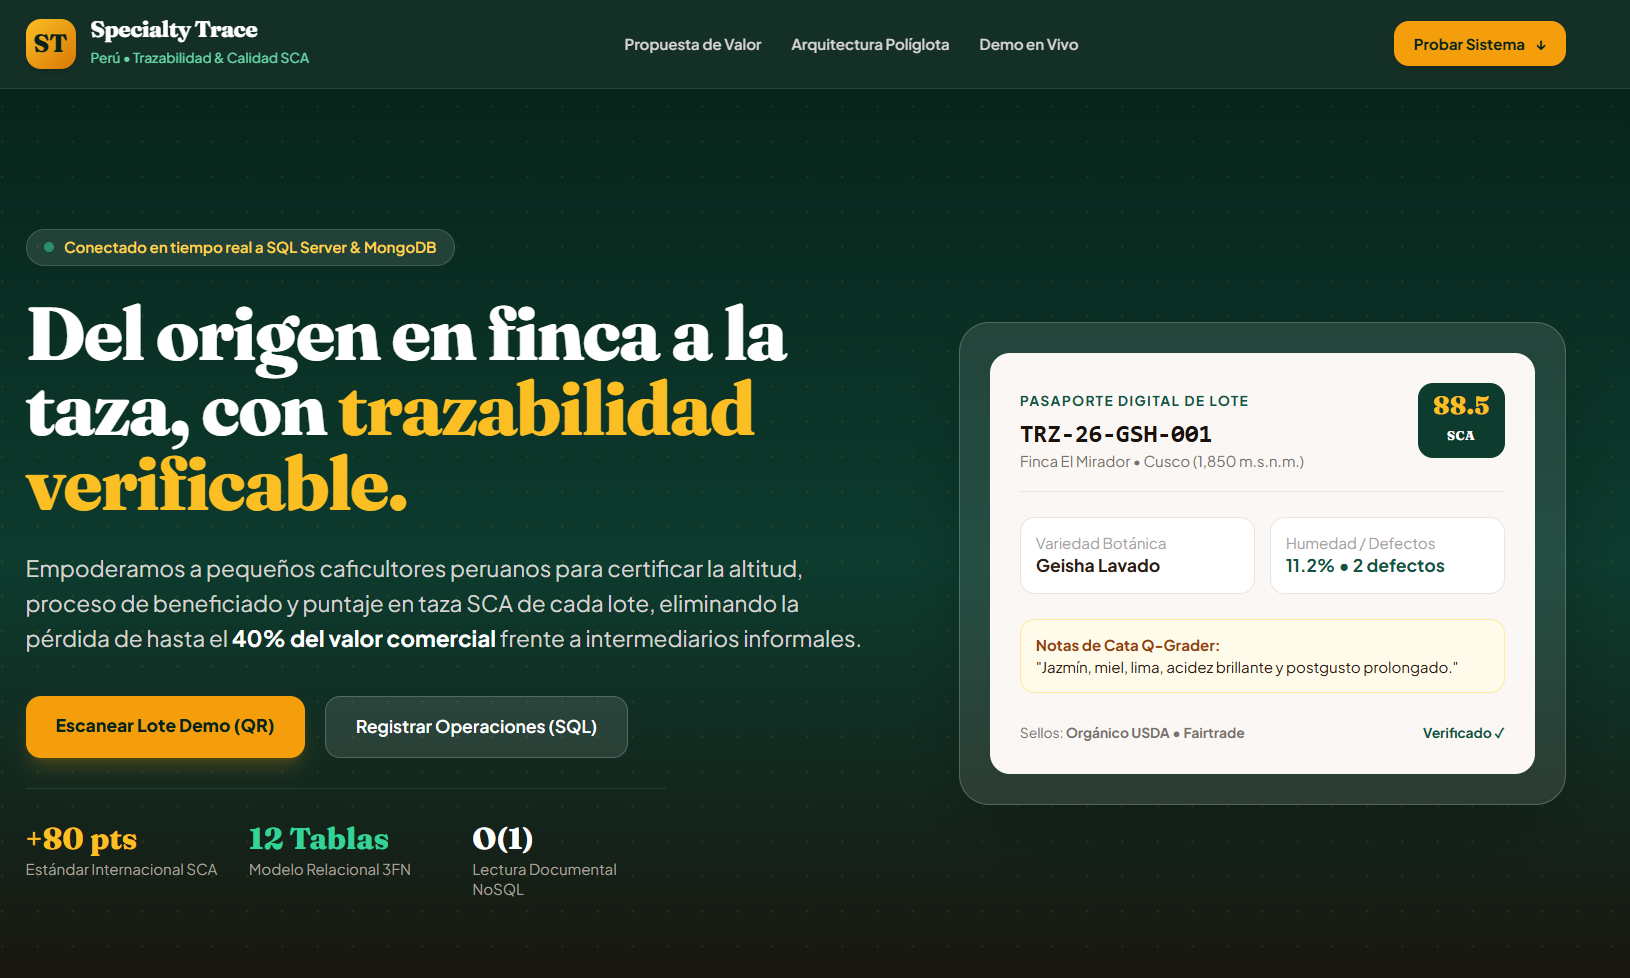 ST
Specialty Trace
Perú • Trazabilidad & Calidad SCA
Propuesta de Valor
Arquitectura Políglota
Demo en Vivo
Probar Sistema ↓
Conectado en tiempo real a SQL Server & MongoDB
Del origen en finca a la
taza, con trazabilidad
verificable.
Empoderamos a pequeños caficultores peruanos para certificar la altitud,
proceso de beneficiado y puntaje en taza SCA de cada lote, eliminando la
pérdida de hasta el 40% del valor comercial frente a intermediarios informales.
Escanear Lote Demo (QR)
Registrar Operaciones (SQL)
+80 pts
Estándar Internacional SCA
12 Tablas
Modelo Relacional 3FN
O(1)
Lectura Documental
NoSQL
PASAPORTE DIGITAL DE LOTE
TRZ-26-GSH-001
Finca El Mirador • Cusco (1,850 m.s.n.m.)
88.5
SCA
Variedad Botánica
Geisha Lavado
Humedad / Defectos
11.2% • 2 defectos
Notas de Cata Q-Grader:
"Jazmín, miel, lima, acidez brillante y postgusto prolongado."
Sellos: Orgánico USDA • Fairtrade
Verificado ✓